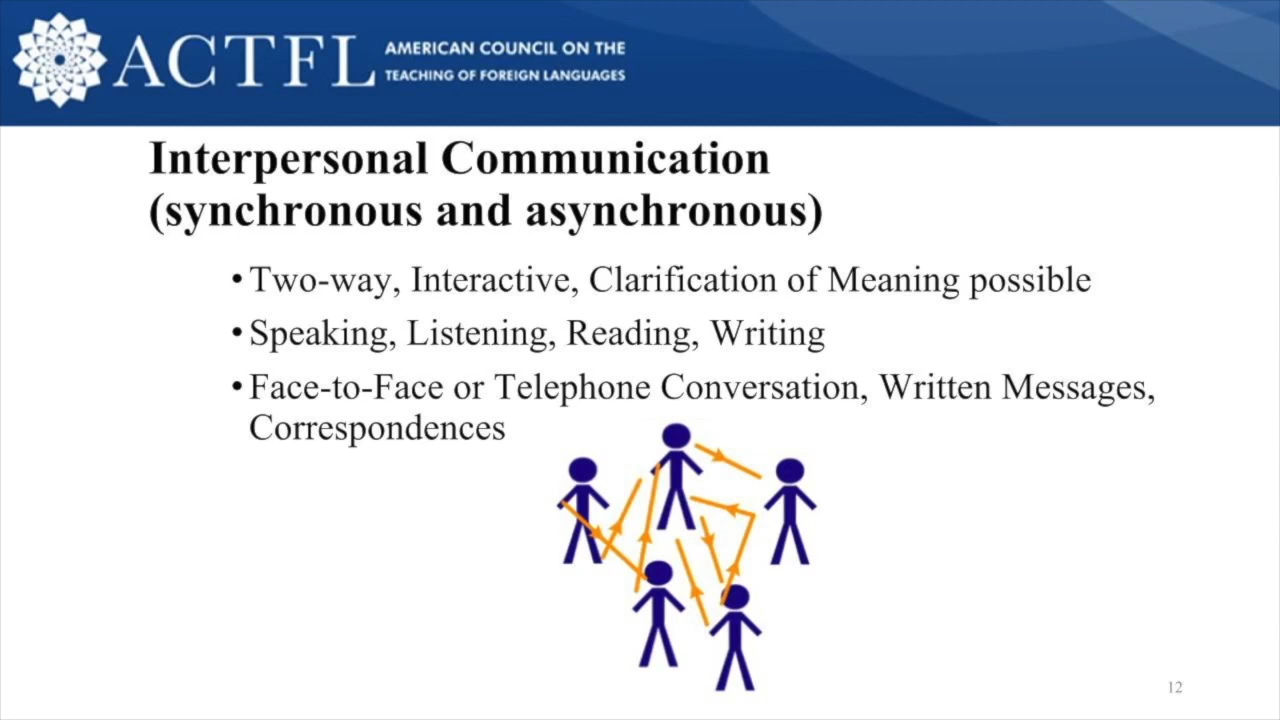 ACTFL
AMERICAN COUNCIL ON THE
TEACHING OF FOREIGN LANGUAGES
Interpersonal Communication
(synchronous and asynchronous)
• Two-way, Interactive, Clarification of Meaning possible
• Speaking, Listening, Reading, Writing
• Face-to-Face or Telephone Conversation, Written Messages,
Correspondences
12